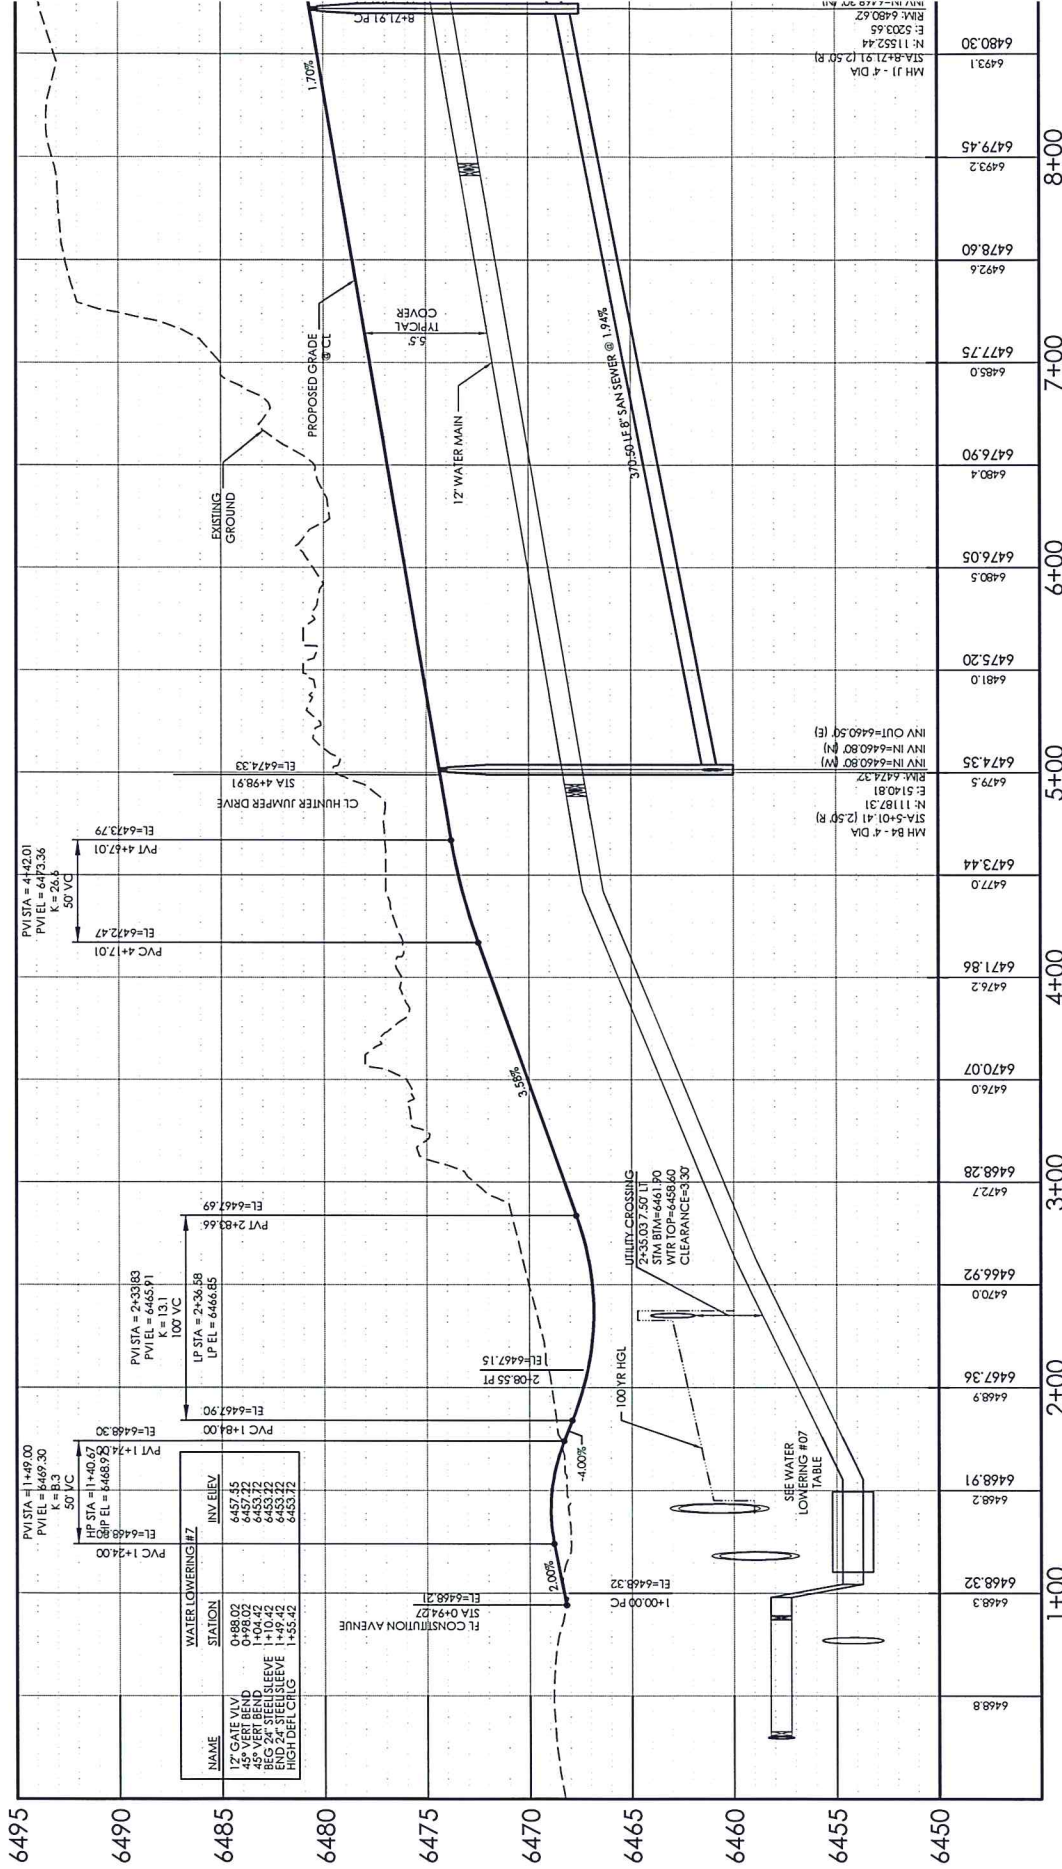 6495
6490
6485
6480
6475
6470
6465
6460
6455
6450
PVI STA = 1+49.00
PVI EL = 6469.30
K = 8.3
50' VC
HP STA = 1+40.67
HP EL = 6468.92
PVC 1+24.00
EL=6468.80
PVT 1+74.00
EL=6468.30
PVI STA = 2+33.83
PVI EL = 6465.91
K = 13.1
100' VC
LP STA = 2+36.58
LP EL = 6466.85
PVC 1+84.00
EL=6467.90
PVT 2+83.66
EL=6467.69
PVI STA = 4+42.01
PVI EL = 6473.36
K = 26.6
50' VC
PVC 4+17.01
EL=6472.47
PVT 4+67.01
EL=6473.79
WATER LOWERING #7
NAME STATION INV ELEV
12" GATE VLV 0+88.02 6457.55
45° VERT BEND 0+98.02 6457.22
45° VERT BEND 1+04.42 6453.72
BEG 24" STEEL SLEEVE 1+10.42 6453.22
END 24" STEEL SLEEVE 1+49.42 6453.22
HIGH DEFL CPLG 1+55.42 6453.22
FL CONSTITUTION AVENUE
STA 0+94.27
EL=6468.21
2.00%
1+00.00 PC
EL=6468.32
-4.00%
2+08.55 PT
EL=6467.15
3.58%
CL HUNTER JUMPER DRIVE
STA 4+98.91
EL=6474.33
EXISTING
GROUND
PROPOSED GRADE
@ CL
5.5'
TYPICAL
COVER
12" WATER MAIN
1.70%
8+71.91 PC
370.50 LF 8" SAN SEWER @ 1.94%
100 YR HGL
UTILITY CROSSING
2+35.03 7.50' LT
STM BTM=6461.90
WTR TOP=6458.60
CLEARANCE=3.30'
SEE WATER
LOWERING #07
TABLE
MH B4 - 4' DIA
STA-5+01.41 (2.50' R)
N: 11187.31
E: 5140.81
RIM: 6474.37'
INV IN=6460.80' (W)
INV IN=6460.80' (N)
INV OUT=6460.50' (E)
MH J1 - 4' DIA
STA-8+71.91 (2.50' R)
N: 11552.44
E: 5203.65
RIM: 6480.62'
6468.8
6468.3
6468.32
6468.2
6468.91
6468.9
6467.36
6470.0
6466.92
6472.7
6468.28
6476.0
6470.07
6476.2
6471.86
6477.0
6473.44
6479.5
6474.35
6481.0
6475.20
6480.5
6476.05
6480.4
6476.90
6485.0
6477.75
6492.6
6478.60
6493.2
6479.45
6493.1
6480.30
1+00
2+00
3+00
4+00
5+00
6+00
7+00
8+00